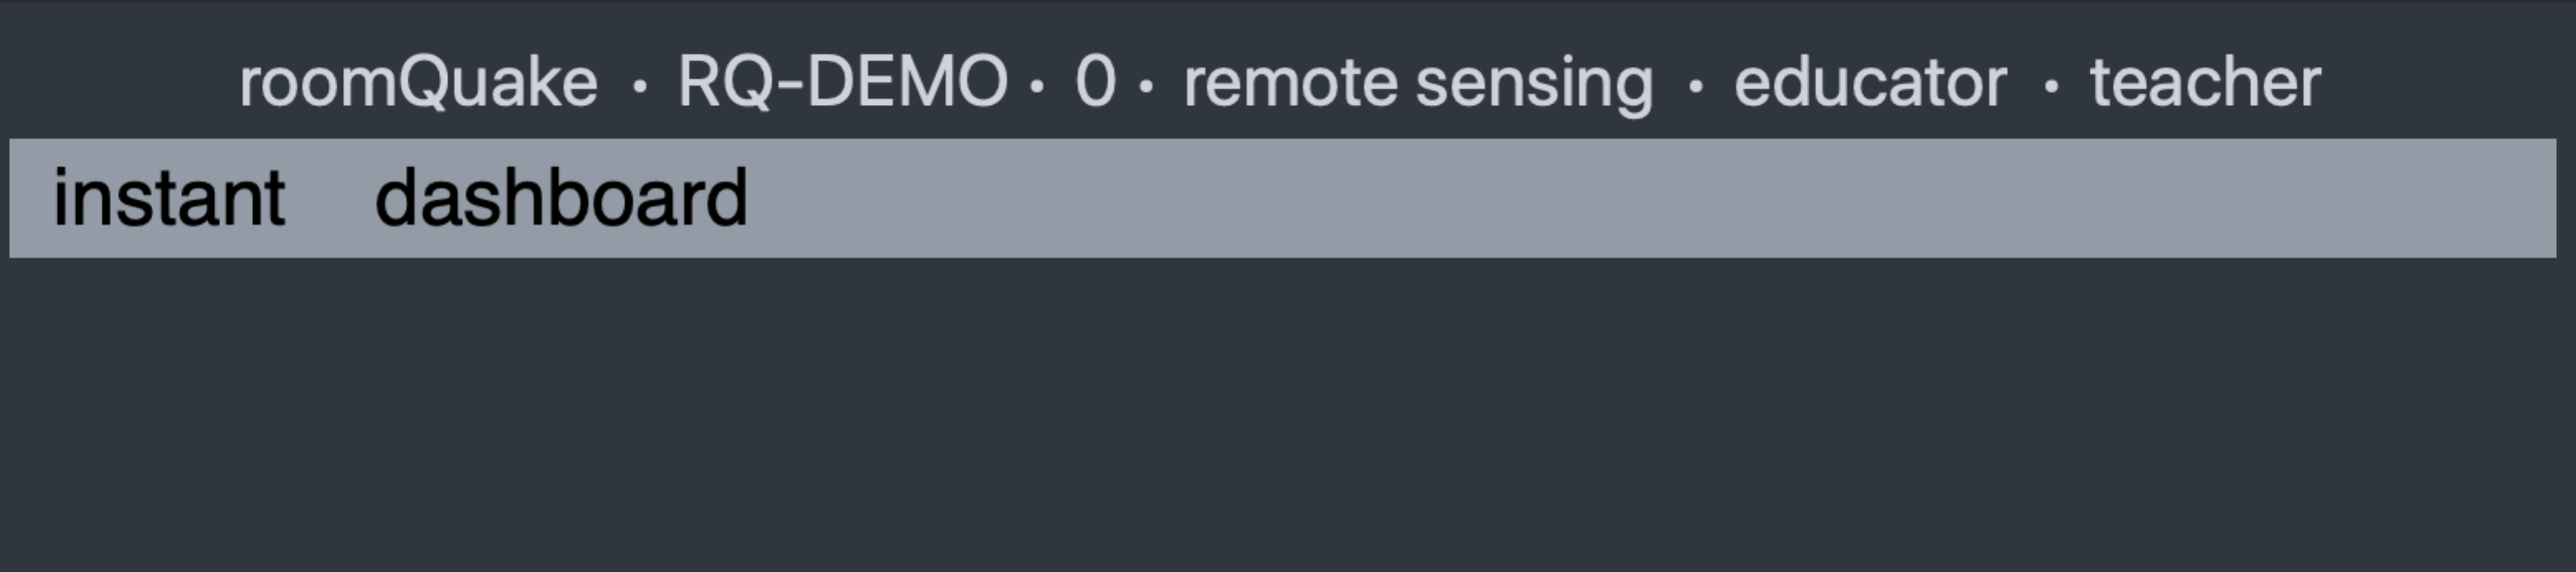 roomQuake • RQ-DEMO • 0 • remote sensing • educator • teacher
instant dashboard